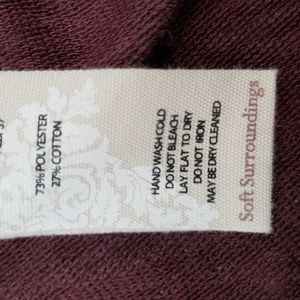 73% POLYESTER
27% COTTON
HAND WASH COLD
DO NOT BLEACH
LAY FLAT TO DRY
DO NOT IRON
MAY BE DRY CLEANED
Soft Surroundings